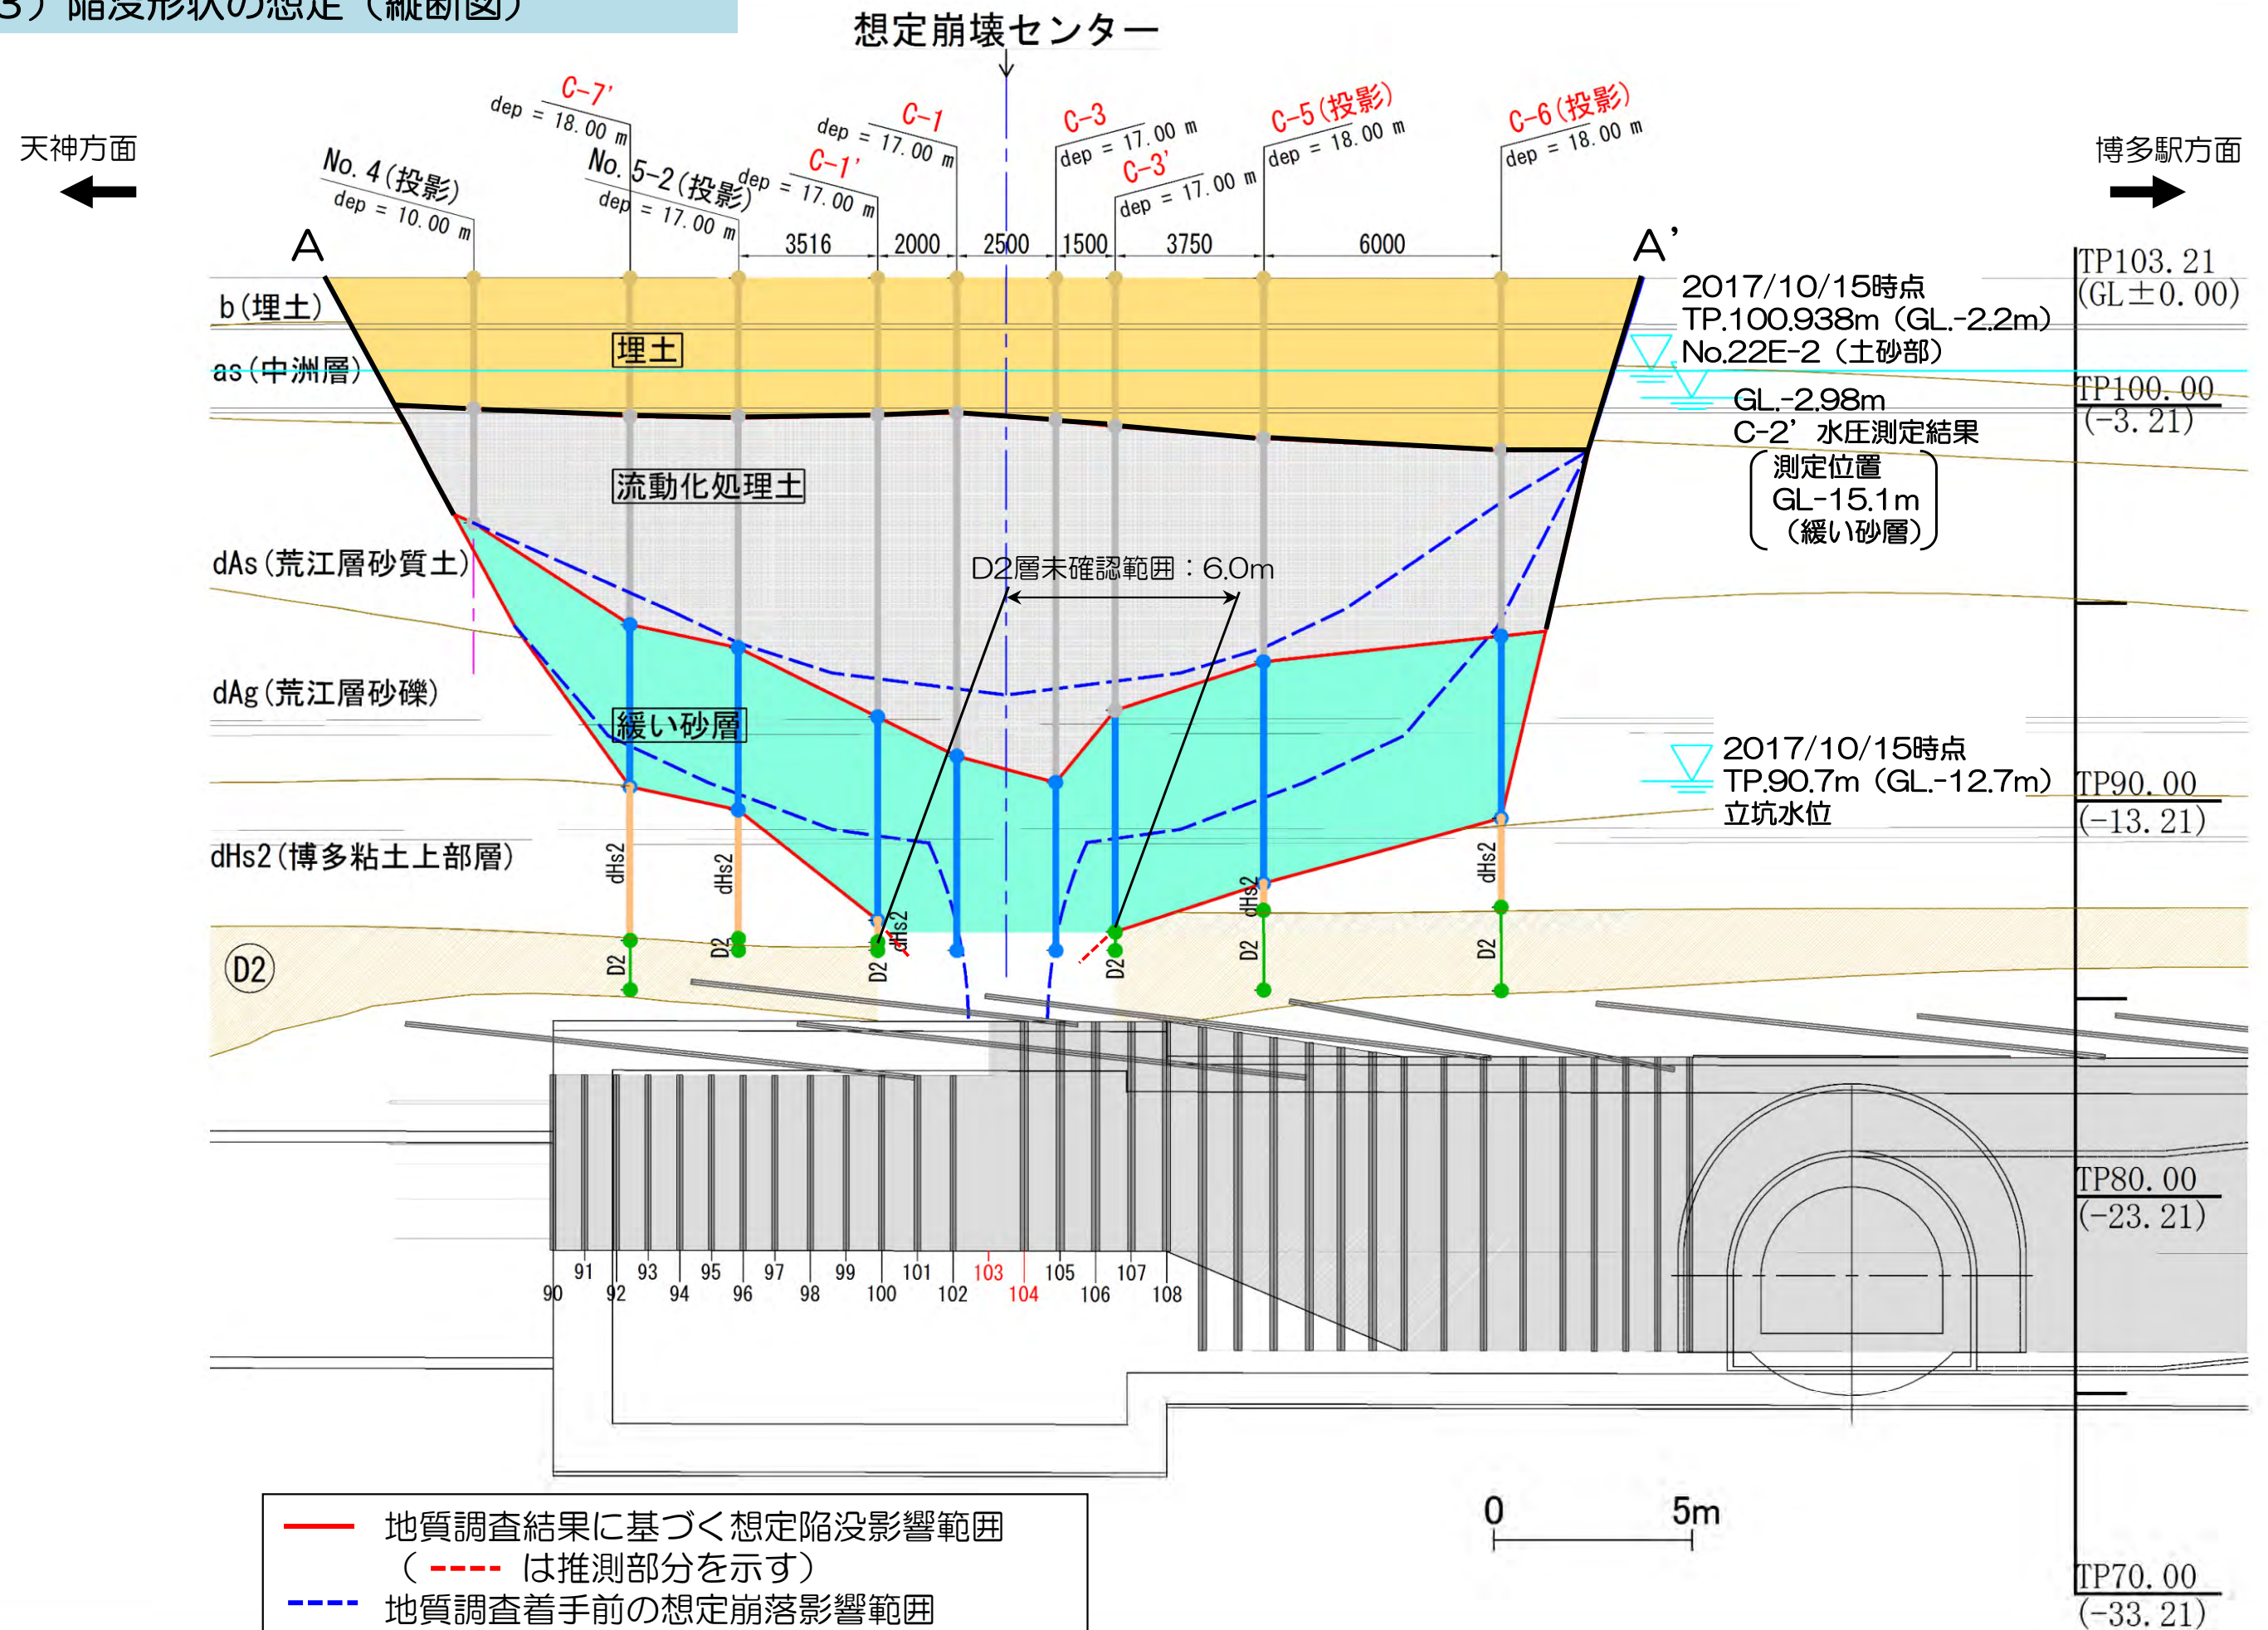 3）陥没形状の想定（縦断図）
想定崩壊センター
天神方面
博多駅方面
No. 4(投影)
dep = 10.00 m
C-7'
dep = 18.00 m
No. 5-2(投影)
dep = 17.00 m
C-1'
dep = 17.00 m
C-1
dep = 17.00 m
C-3
dep = 17.00 m
C-3'
dep = 17.00 m
C-5(投影)
dep = 18.00 m
C-6(投影)
dep = 18.00 m
3516
2000
2500
1500
3750
6000
A
A'
b(埋土)
as(中洲層)
dAs(荒江層砂質土)
dAg(荒江層砂礫)
dHs2(博多粘土上部層)
D2
埋土
流動化処理土
緩い砂層
D2層未確認範囲：6.0m
2017/10/15時点
TP.100.938m（GL.-2.2m）
No.22E-2（土砂部）
GL.-2.98m
C-2'水圧測定結果
測定位置
GL-15.1m
（緩い砂層）
2017/10/15時点
TP.90.7m（GL.-12.7m）
立坑水位
TP103.21
(GL±0.00)
TP100.00
(-3.21)
TP90.00
(-13.21)
TP80.00
(-23.21)
TP70.00
(-33.21)
dHs2
dHs2
dHs2
dHs2
dHs2
D2
D2
D2
D2
D2
D2
90
91
92
93
94
95
96
97
98
99
100
101
102
103
104
105
106
107
108
0
5m
地質調査結果に基づく想定陥没影響範囲
（ は推測部分を示す）
地質調査着手前の想定崩落影響範囲